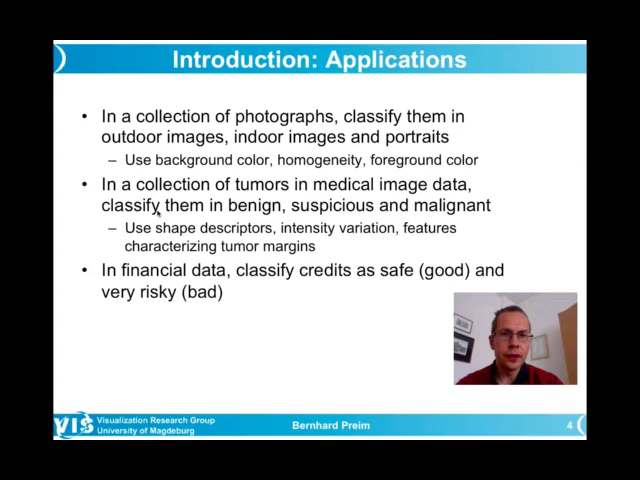 Introduction: Applications
• In a collection of photographs, classify them in
outdoor images, indoor images and portraits
– Use background color, homogeneity, foreground color
• In a collection of tumors in medical image data,
classify them in benign, suspicious and malignant
– Use shape descriptors, intensity variation, features
characterizing tumor margins
• In financial data, classify credits as safe (good) and
very risky (bad)
VIS
Visualization Research Group
University of Magdeburg
Bernhard Preim
4